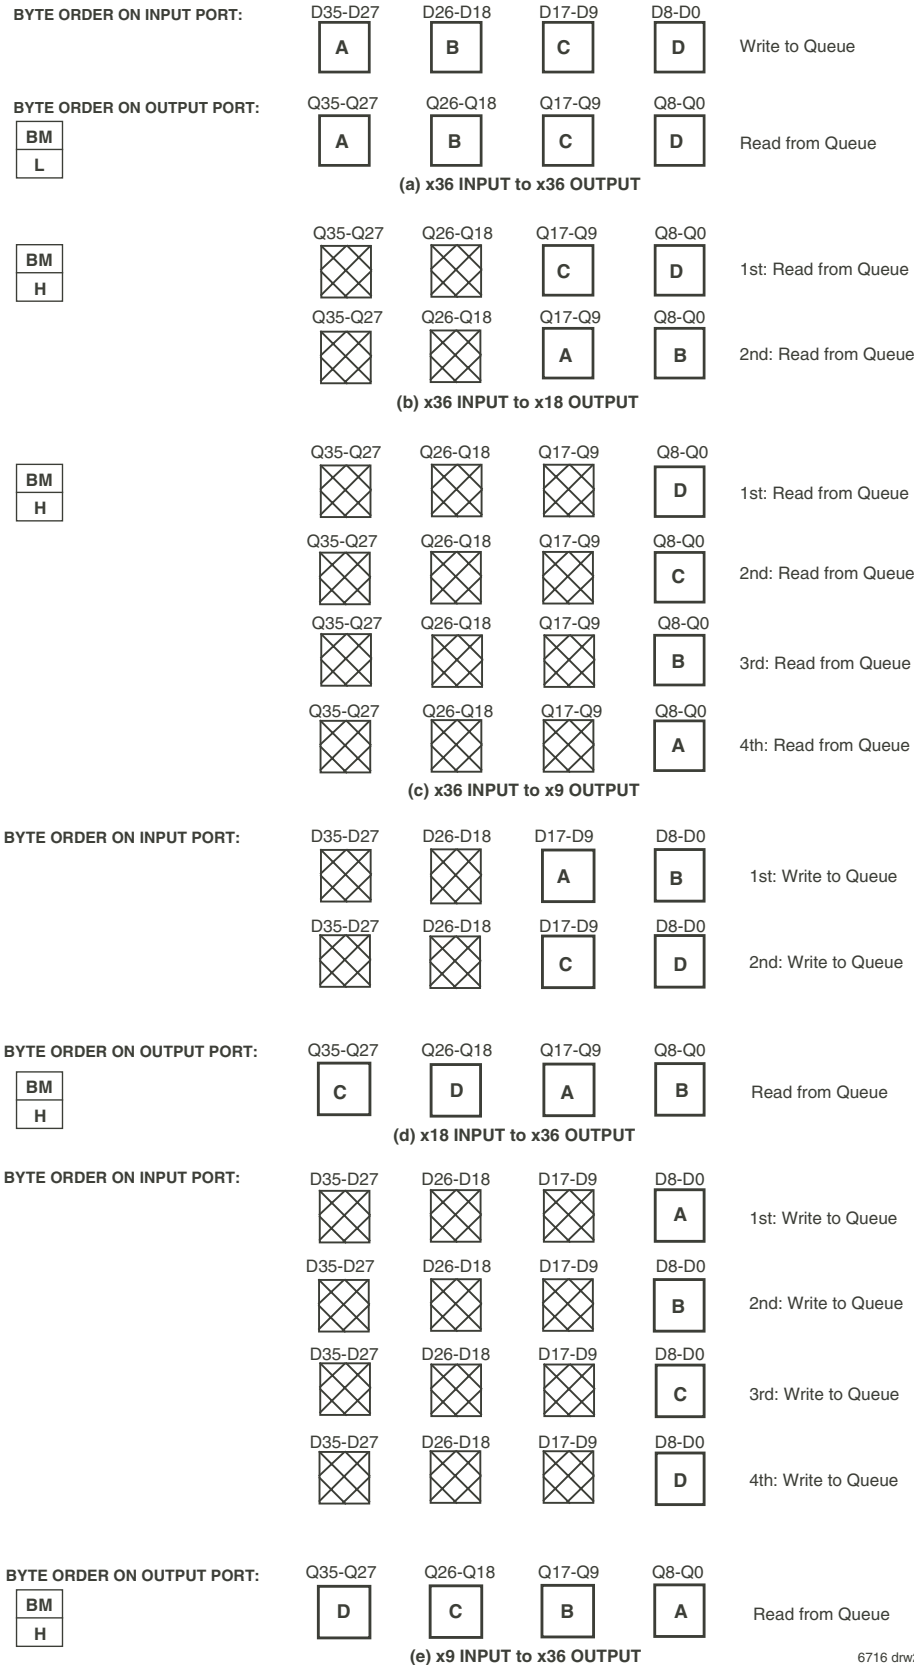 BYTE ORDER ON INPUT PORT: D35-D27 D26-D18 D17-D9 D8-D0
A B C D Write to Queue
BYTE ORDER ON OUTPUT PORT: Q35-Q27 Q26-Q18 Q17-Q9 Q8-Q0
BM
L
A B C D Read from Queue
(a) x36 INPUT to x36 OUTPUT
Q35-Q27 Q26-Q18 Q17-Q9 Q8-Q0
BM
H
C D 1st: Read from Queue
Q35-Q27 Q26-Q18 Q17-Q9 Q8-Q0
A B 2nd: Read from Queue
(b) x36 INPUT to x18 OUTPUT
Q35-Q27 Q26-Q18 Q17-Q9 Q8-Q0
BM
H
D 1st: Read from Queue
Q35-Q27 Q26-Q18 Q17-Q9 Q8-Q0
C 2nd: Read from Queue
Q35-Q27 Q26-Q18 Q17-Q9 Q8-Q0
B 3rd: Read from Queue
Q35-Q27 Q26-Q18 Q17-Q9 Q8-Q0
A 4th: Read from Queue
(c) x36 INPUT to x9 OUTPUT
BYTE ORDER ON INPUT PORT: D35-D27 D26-D18 D17-D9 D8-D0
A B 1st: Write to Queue
D35-D27 D26-D18 D17-D9 D8-D0
C D 2nd: Write to Queue
BYTE ORDER ON OUTPUT PORT: Q35-Q27 Q26-Q18 Q17-Q9 Q8-Q0
BM
H
C D A B Read from Queue
(d) x18 INPUT to x36 OUTPUT
BYTE ORDER ON INPUT PORT: D35-D27 D26-D18 D17-D9 D8-D0
A 1st: Write to Queue
D35-D27 D26-D18 D17-D9 D8-D0
B 2nd: Write to Queue
D35-D27 D26-D18 D17-D9 D8-D0
C 3rd: Write to Queue
D35-D27 D26-D18 D17-D9 D8-D0
D 4th: Write to Queue
BYTE ORDER ON OUTPUT PORT: Q35-Q27 Q26-Q18 Q17-Q9 Q8-Q0
BM
H
D C B A Read from Queue
(e) x9 INPUT to x36 OUTPUT
6716